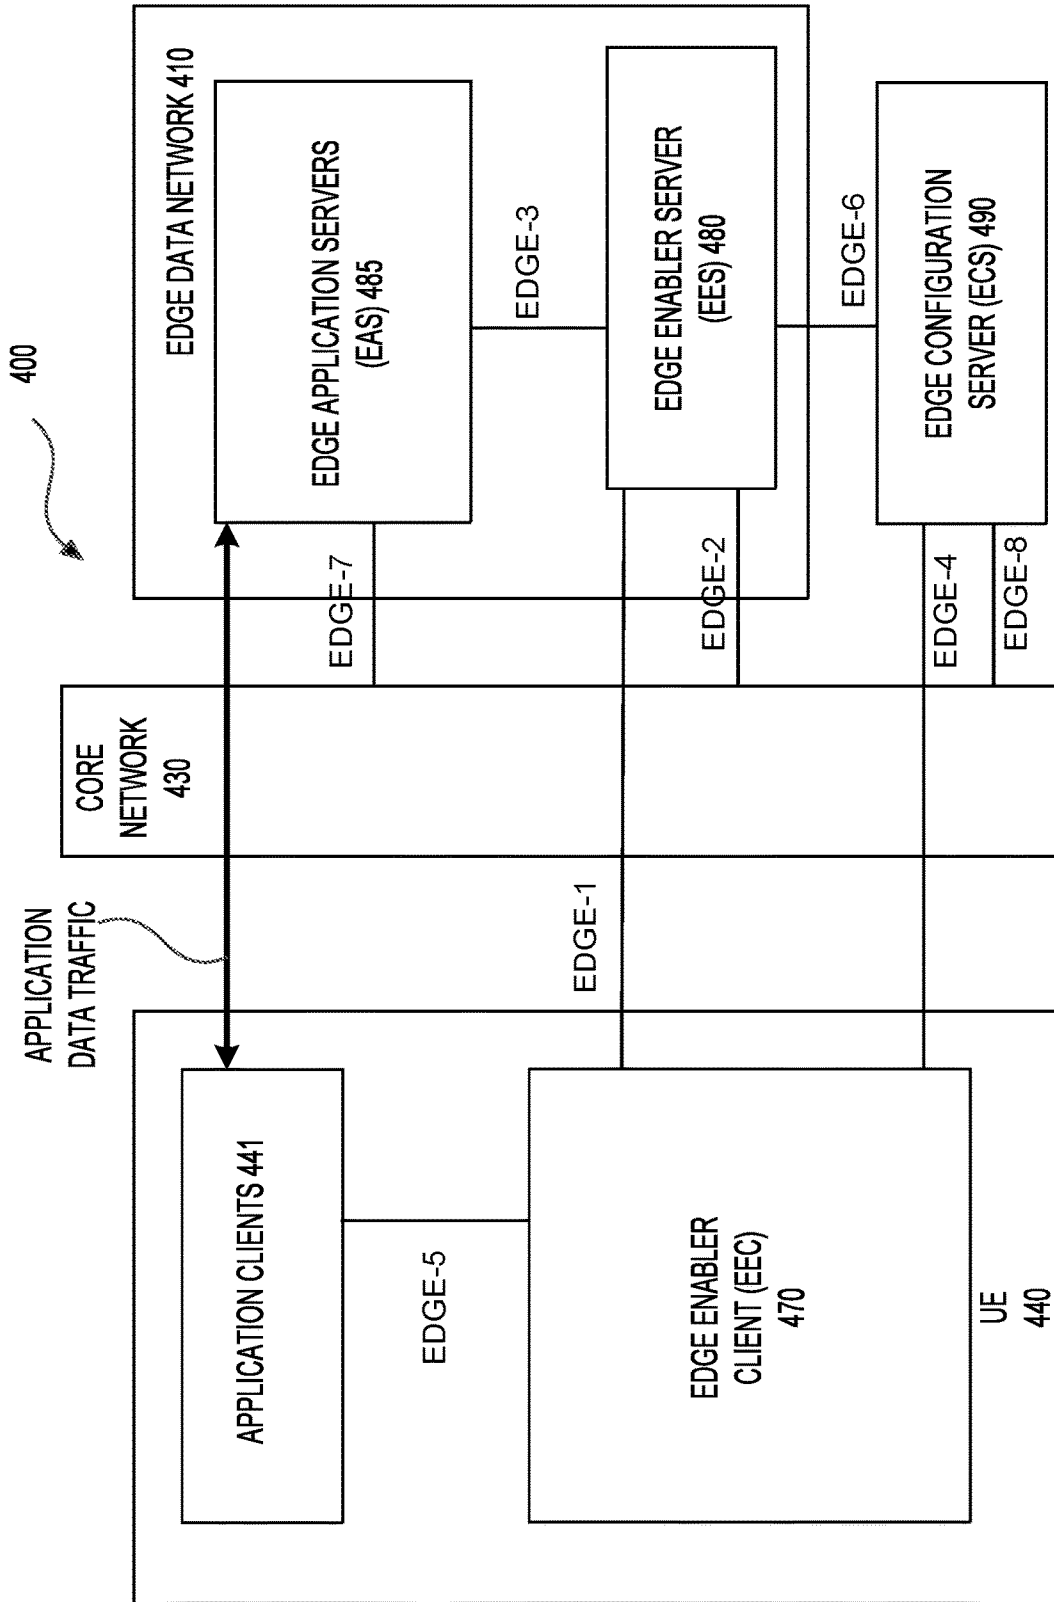 400
APPLICATION
DATA TRAFFIC
CORE
NETWORK
430
EDGE DATA NETWORK 410
APPLICATION CLIENTS 441
EDGE-7
EDGE APPLICATION SERVERS
(EAS) 485
EDGE-5
EDGE-1
EDGE-3
EDGE ENABLER
CLIENT (EEC)
470
EDGE-2
EDGE ENABLER SERVER
(EES) 480
EDGE-6
UE
440
EDGE-4
EDGE-8
EDGE CONFIGURATION
SERVER (ECS) 490